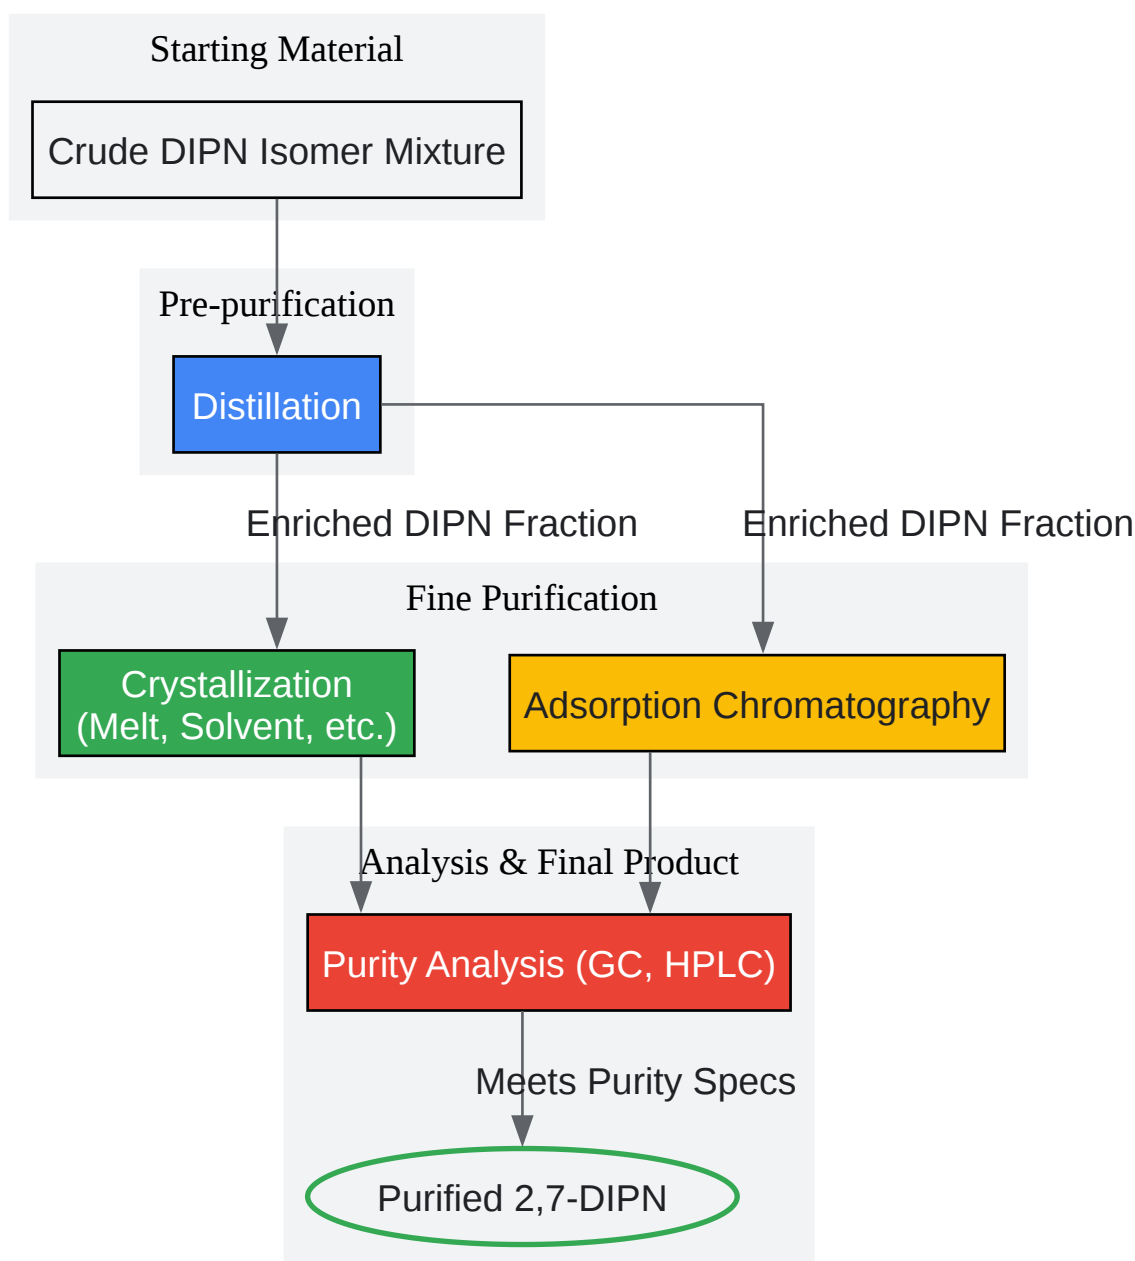 Starting Material
Crude DIPN Isomer Mixture
Pre-purification
Distillation
Enriched DIPN Fraction
Enriched DIPN Fraction
Fine Purification
Crystallization
(Melt, Solvent, etc.)
Adsorption Chromatography
Analysis & Final Product
Purity Analysis (GC, HPLC)
Meets Purity Specs
Purified 2,7-DIPN